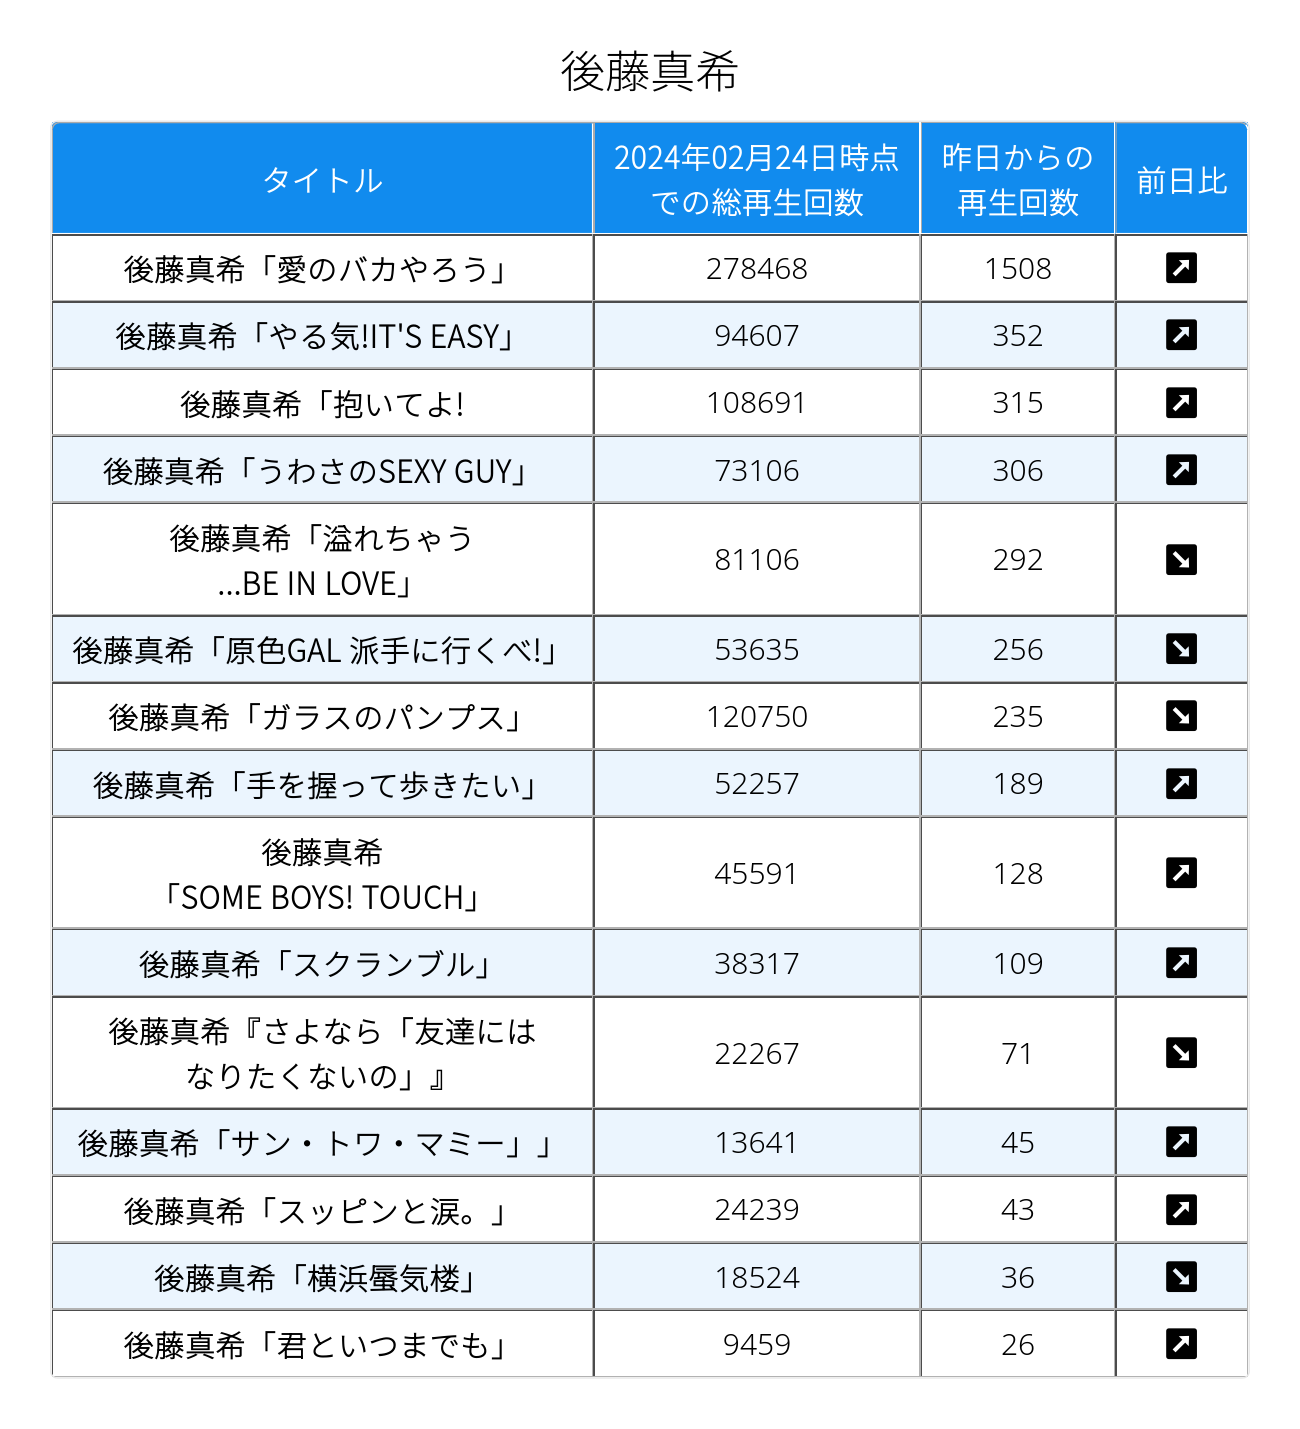 後藤真希
タイトル
2024年02月24日時点
での総再生回数
昨日からの
再生回数
前日比
後藤真希「愛のバカやろう」 278468 1508
後藤真希「やる気!IT'S EASY」 94607 352
後藤真希「抱いてよ! 108691 315
後藤真希「うわさのSEXY GUY」 73106 306
後藤真希「溢れちゃう
...BE IN LOVE」 81106 292
後藤真希「原色GAL 派手に行くべ!」 53635 256
後藤真希「ガラスのパンプス」 120750 235
後藤真希「手を握って歩きたい」 52257 189
後藤真希
「SOME BOYS! TOUCH」 45591 128
後藤真希「スクランブル」 38317 109
後藤真希『さよなら「友達には
なりたくないの」』 22267 71
後藤真希「サン・トワ・マミー」」 13641 45
後藤真希「スッピンと涙。」 24239 43
後藤真希「横浜蜃気楼」 18524 36
後藤真希「君といつまでも」 9459 26